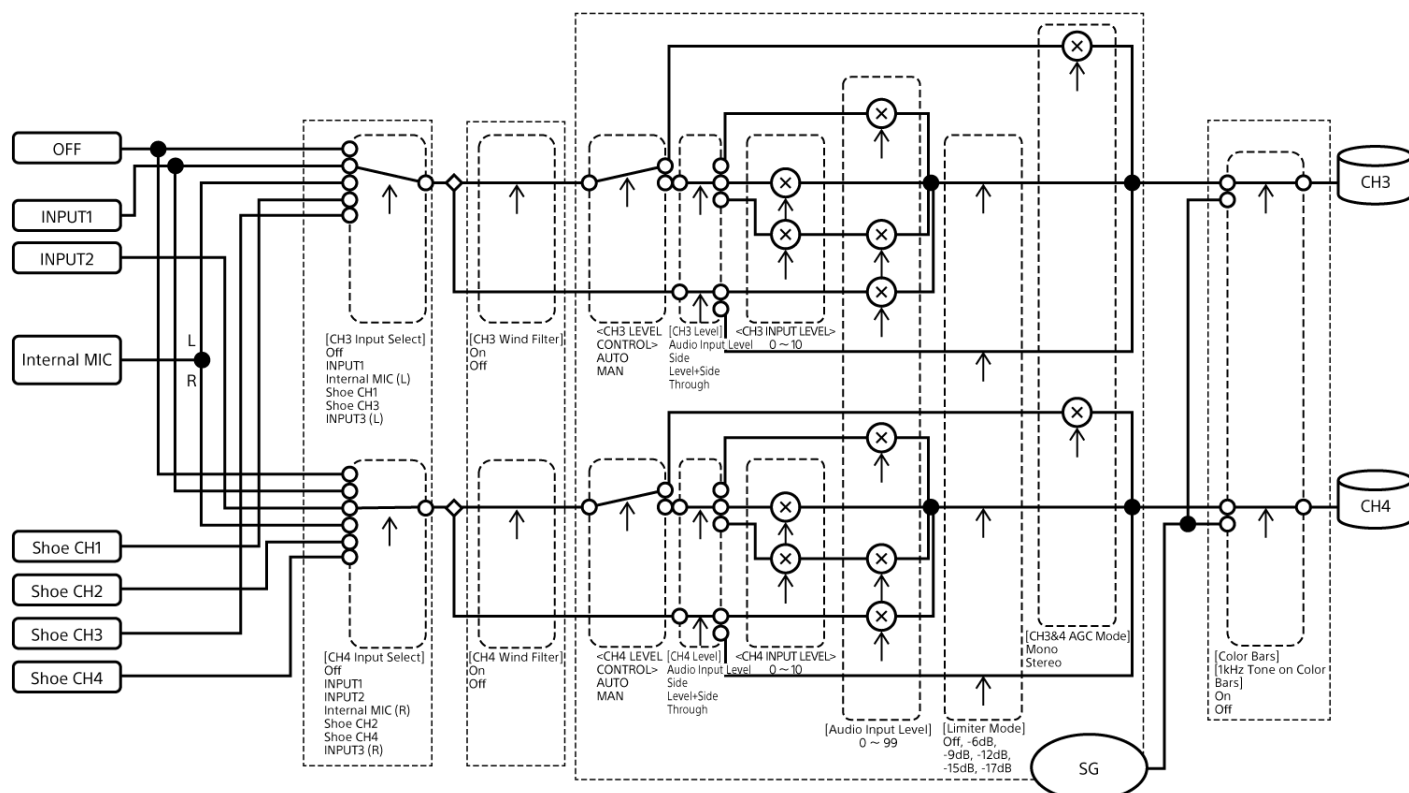 OFF
INPUT1
INPUT2
Internal MIC
L
R
Shoe CH1
Shoe CH2
Shoe CH3
Shoe CH4
[CH3 Input Select]
Off
INPUT1
Internal MIC (L)
Shoe CH1
Shoe CH3
INPUT3 (L)
[CH3 Wind Filter]
On
Off
<CH3 LEVEL
CONTROL>
AUTO
MAN
[CH3 Level]
Audio Input Level
Side
Level+Side
Through
<CH3 INPUT LEVEL>
0 ~ 10
CH3
[CH4 Input Select]
Off
INPUT1
INPUT2
Internal MIC (R)
Shoe CH2
Shoe CH4
INPUT3 (R)
[CH4 Wind Filter]
On
Off
<CH4 LEVEL
CONTROL>
AUTO
MAN
[CH4 Level]
Audio Input Level
Side
Level+Side
Through
<CH4 INPUT LEVEL>
0 ~ 10
[Audio Input Level]
0 ~ 99
[Limiter Mode]
Off, -6dB,
-9dB, -12dB,
-15dB, -17dB
[CH3&4 AGC Mode]
Mono
Stereo
SG
[Color Bars]
[1kHz Tone on Color
Bars]
On
Off
CH4